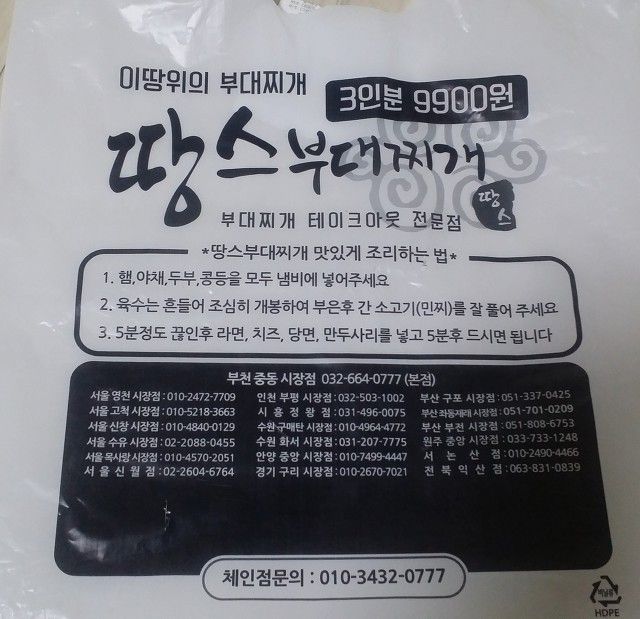 이땅위의 부대찌개
3인분 9900원
땅스부대찌개
땅스
부대찌개 테이크아웃 전문점
*땅스부대찌개 맛있게 조리하는 법*
1. 햄,야채,두부,콩등을 모두 냄비에 넣어주세요
2. 육수는 흔들어 조심히 개봉하여 부은후 간 소고기(민찌)를 잘 풀어 주세요
3. 5분정도 끊인후 라면, 치즈, 당면, 만두사리를 넣고 5분후 드시면 됩니다
부천 중동 시장점 032-664-0777 (본점)
서울 영천 시장점 : 010-2472-7709
서울 고척 시장점 : 010-5218-3663
서울 신창 시장점 : 010-4840-0129
서울 수유 시장점 : 02-2088-0455
서울 목사랑 시장점 : 010-4570-2051
서울신월점 : 02-2604-6764
인천 부평 시장점 : 032-503-1002
시흥정왕점 : 031-496-0075
수원 구매탄 시장점 : 010-4964-4772
수원 화서 시장점 : 031-207-7775
안양 중앙 시장점 : 010-7499-4447
경기 구리 시장점 : 010-2670-7021
부산 구포 시장점 : 051-337-0425
부산 좌동재래 시장점 : 051-701-0209
부산 부전 시장점 : 051-808-6753
원주 중앙 시장점 : 033-733-1248
서논산점 : 010-2490-4466
전북익산점 : 063-831-0839
체인점문의 : 010-3432-0777
비닐류
HDPE